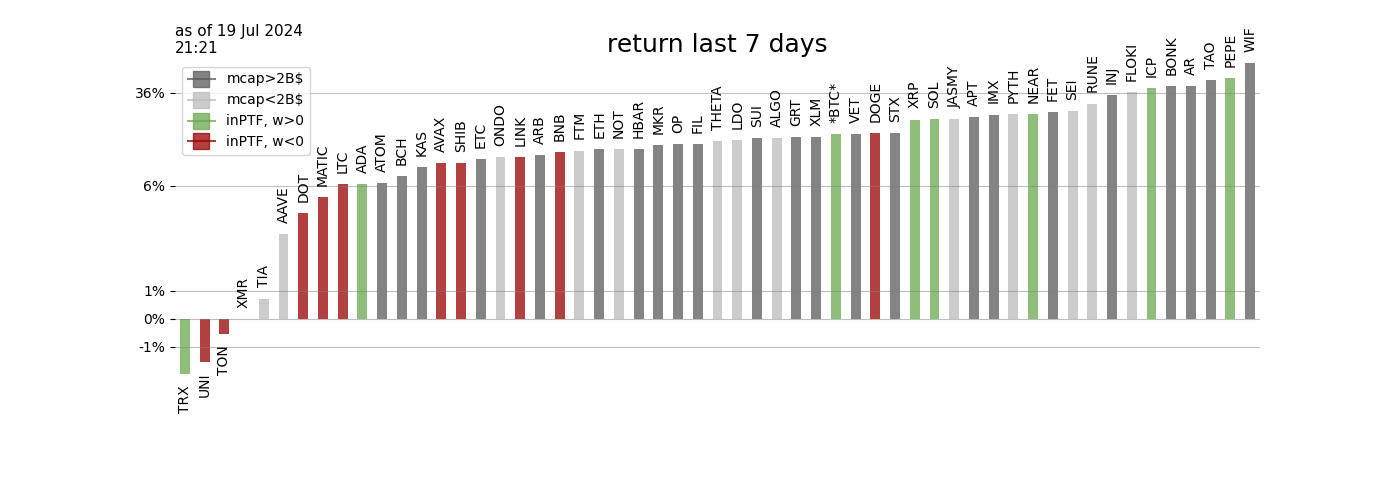 as of 19 Jul 2024
21:21
return last 7 days
mcap>2B$
mcap<2B$
inPTF, w>0
inPTF, w<0
36%
6%
1%
0%
-1%
TRX
UNI
TON
XMR
TIA
AAVE
DOT
MATIC
LTC
ADA
ATOM
BCH
KAS
AVAX
SHIB
ETC
ONDO
LINK
ARB
BNB
FTM
ETH
NOT
HBAR
MKR
OP
FIL
THETA
LDO
SUI
ALGO
GRT
XLM
*BTC*
VET
DOGE
STX
XRP
SOL
JASMY
APT
IMX
PYTH
NEAR
FET
SEI
RUNE
INJ
FLOKI
ICP
BONK
AR
TAO
PEPE
WIF